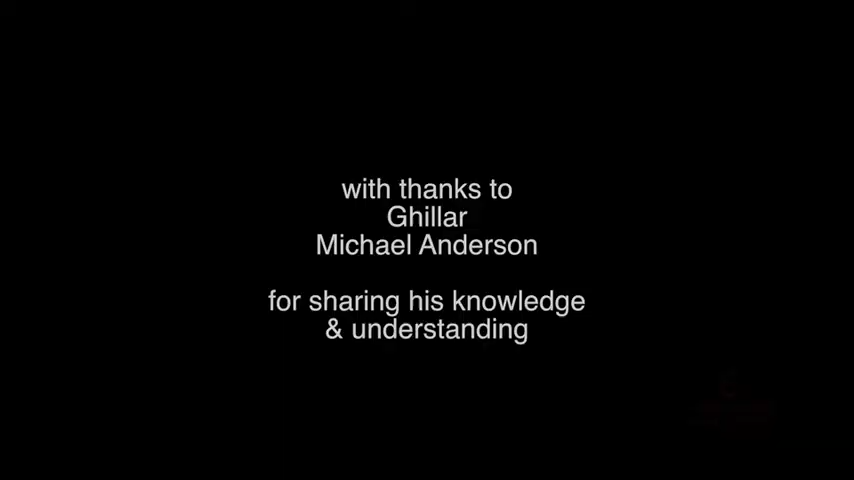 with thanks to
Ghillar
Michael Anderson
for sharing his knowledge
& understanding